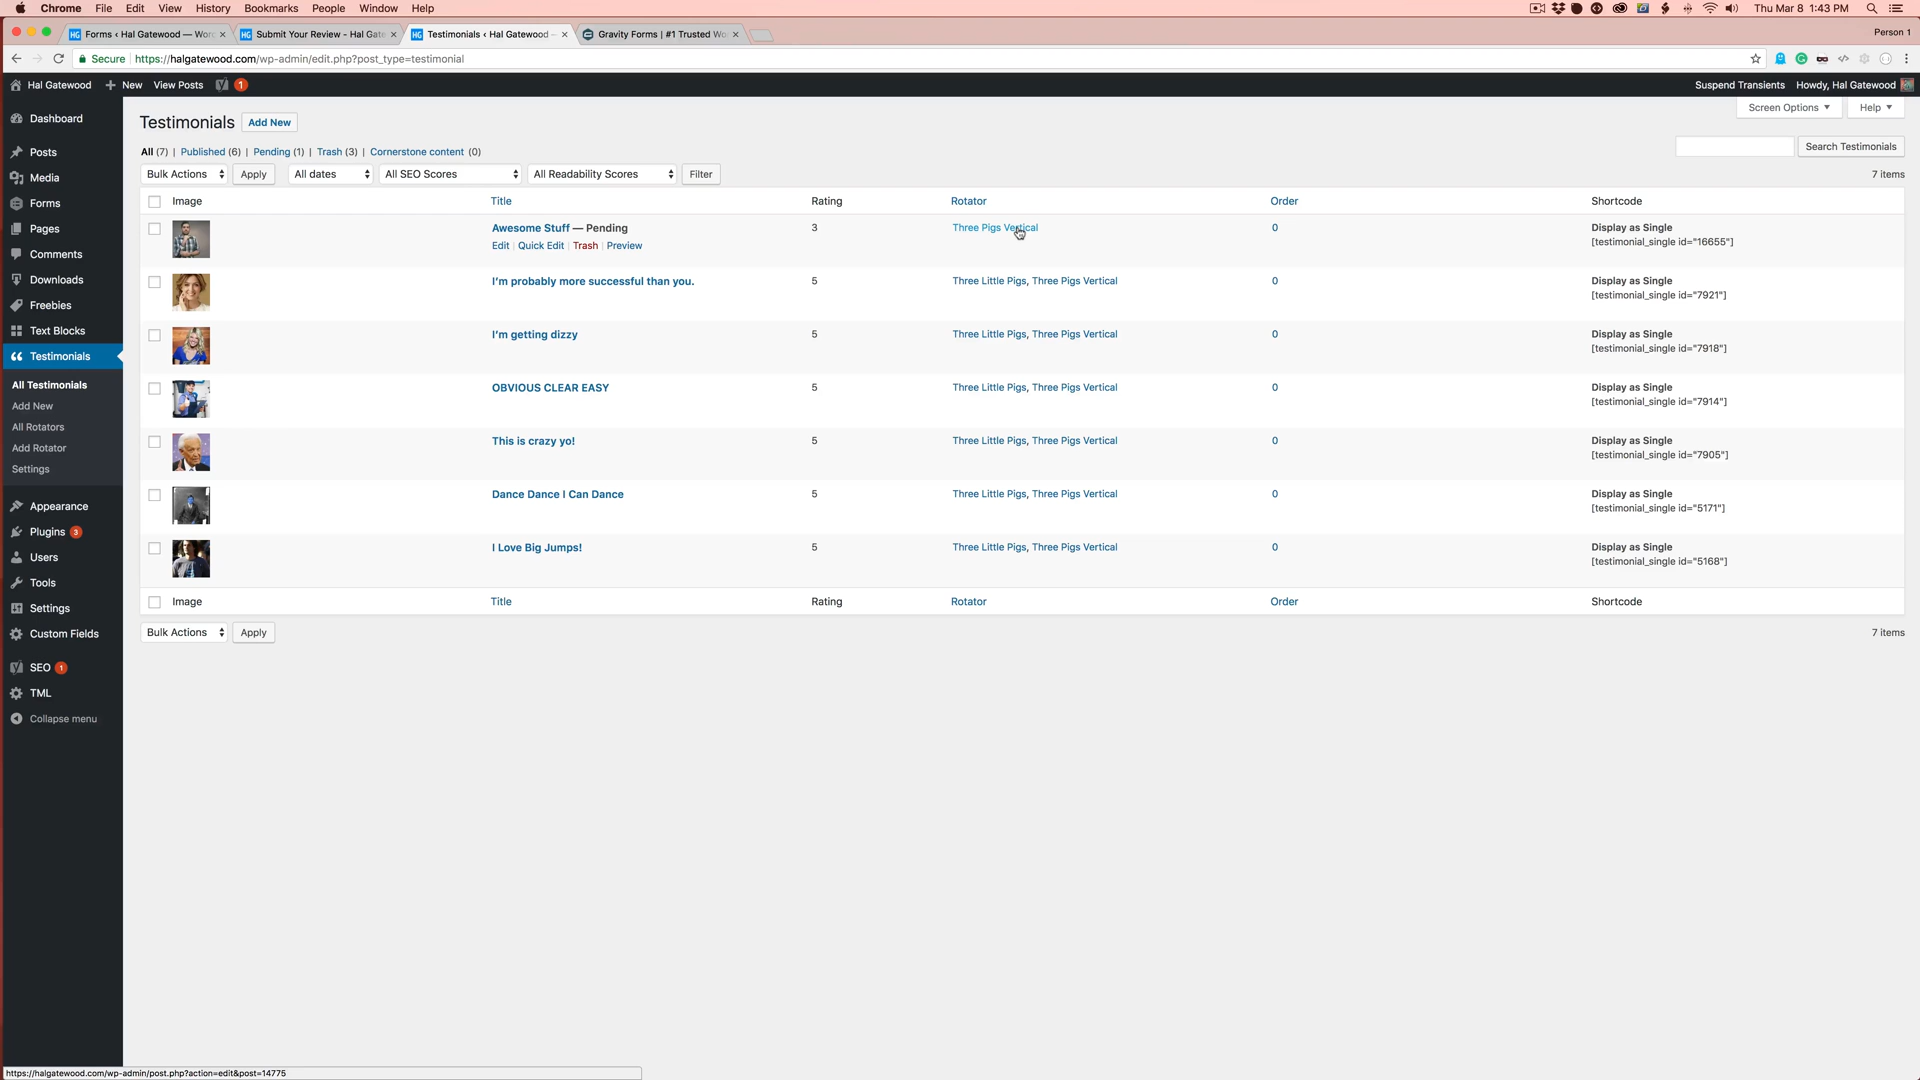 Chrome File Edit View History Bookmarks People Window Help Thu Mar 8 1:43 PM
Forms ‹ Hal Gatewood — Wor Submit Your Review - Hal Gate Testimonials ‹ Hal Gatewood — Gravity Forms | #1 Trusted Wo Person 1
Secure https://halgatewood.com/wp-admin/edit.php?post_type=testimonial
Hal Gatewood New View Posts 1 Suspend Transients Howdy, Hal Gatewood
Screen Options Help
Dashboard
Posts
Media
Forms
Pages
Comments
Downloads
Freebies
Text Blocks
Testimonials
All Testimonials
Add New
All Rotators
Add Rotator
Settings
Appearance
Plugins 3
Users
Tools
Settings
Custom Fields
SEO 1
TML
Collapse menu
Testimonials Add New
All (7) | Published (6) | Pending (1) | Trash (3) | Cornerstone content (0)
Search Testimonials
Bulk Actions Apply All dates All SEO Scores All Readability Scores Filter 7 items
Image Title Rating Rotator Order Shortcode
Awesome Stuff — Pending 3 Three Pigs Vertical 0 Display as Single
Edit | Quick Edit | Trash | Preview [testimonial_single id="16655"]
I'm probably more successful than you. 5 Three Little Pigs, Three Pigs Vertical 0 Display as Single
[testimonial_single id="7921"]
I'm getting dizzy 5 Three Little Pigs, Three Pigs Vertical 0 Display as Single
[testimonial_single id="7918"]
OBVIOUS CLEAR EASY 5 Three Little Pigs, Three Pigs Vertical 0 Display as Single
[testimonial_single id="7914"]
This is crazy yo! 5 Three Little Pigs, Three Pigs Vertical 0 Display as Single
[testimonial_single id="7905"]
Dance Dance I Can Dance 5 Three Little Pigs, Three Pigs Vertical 0 Display as Single
[testimonial_single id="5171"]
I Love Big Jumps! 5 Three Little Pigs, Three Pigs Vertical 0 Display as Single
[testimonial_single id="5168"]
Image Title Rating Rotator Order Shortcode
Bulk Actions Apply 7 items
https://halgatewood.com/wp-admin/post.php?action=edit&post=14775